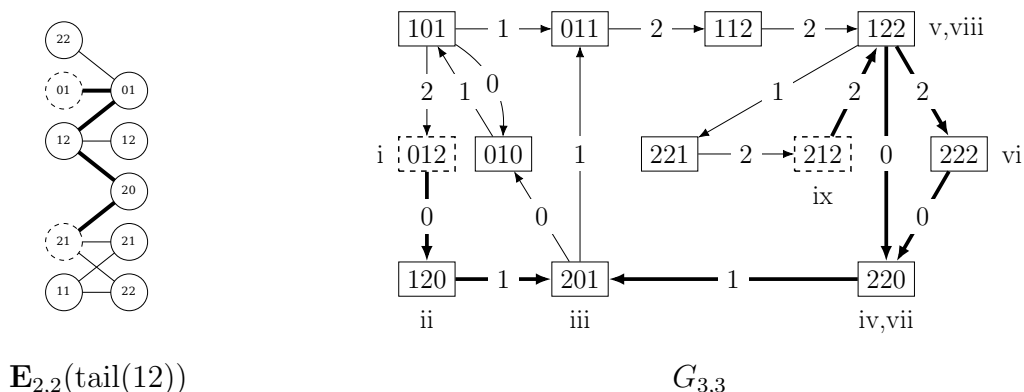 22
01 01
12 12
20
21 21
11 22
E2,2(tail(12))
101 1 011 2 112 2 122 v,viii
2 1 0 1 2
i 012 010 1 221 2 212 2 0 222 vi
ix
0 0 0
120 1 201 1 220
ii iii iv,vii
G3,3